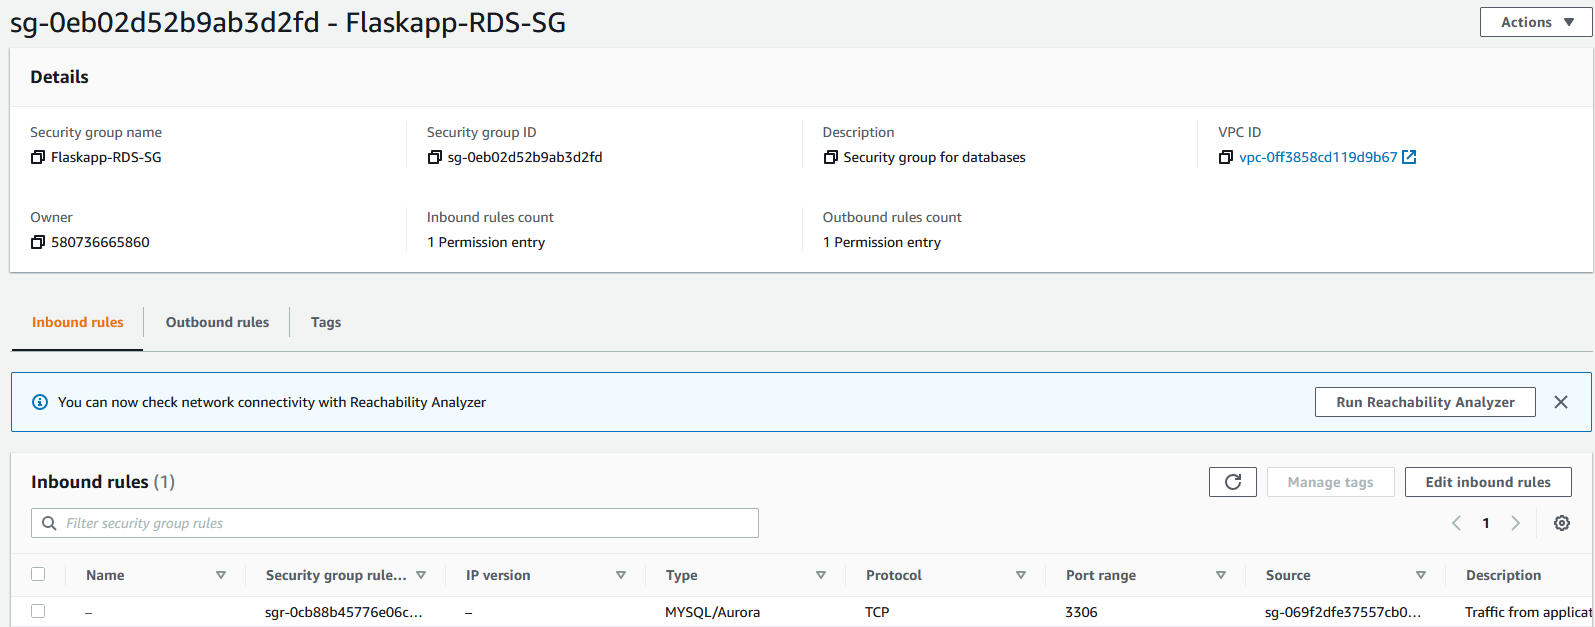 sg-0eb02d52b9ab3d2fd - Flaskapp-RDS-SG
Actions
Details
Security group name
Security group ID
Description
VPC ID
Flaskapp-RDS-SG
sg-0eb02d52b9ab3d2fd
Security group for databases
vpc-0ff3858cd119d9b67
Owner
Inbound rules count
Outbound rules count
580736665860
1 Permission entry
1 Permission entry
Inbound rules
Outbound rules
Tags
You can now check network connectivity with Reachability Analyzer
Run Reachability Analyzer
Inbound rules (1)
Manage tags
Edit inbound rules
Filter security group rules
1
Name
Security group rule...
IP version
Type
Protocol
Port range
Source
Description
–
sgr-0cb88b45776e06c...
–
MYSQL/Aurora
TCP
3306
sg-069f2dfe37557cb0...
Traffic from applicat